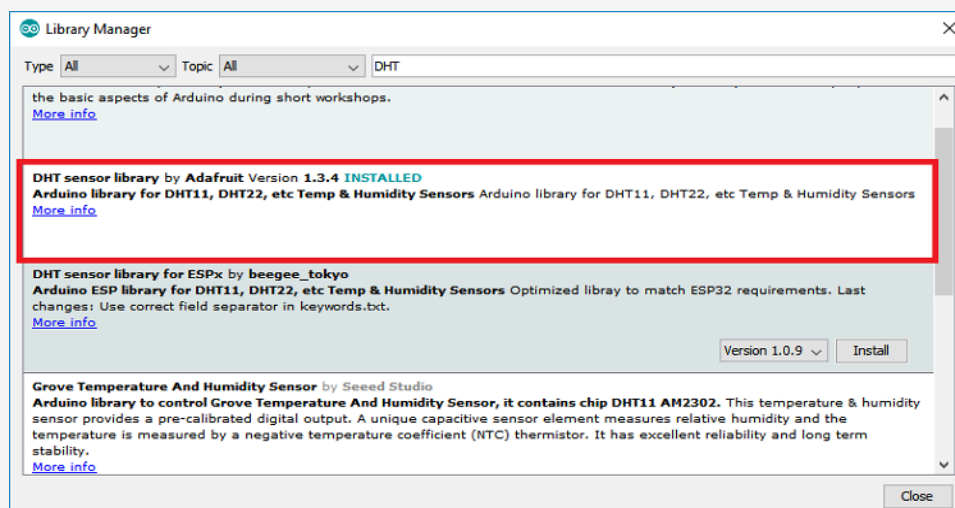 Library Manager
Type All Topic All DHT
the basic aspects of Arduino during short workshops.
More info
DHT sensor library by Adafruit Version 1.3.4 INSTALLED
Arduino library for DHT11, DHT22, etc Temp & Humidity Sensors Arduino library for DHT11, DHT22, etc Temp & Humidity Sensors
More info
DHT sensor library for ESPx by beegee_tokyo
Arduino ESP library for DHT11, DHT22, etc Temp & Humidity Sensors Optimized libray to match ESP32 requirements. Last
changes: Use correct field separator in keywords.txt.
More info
Version 1.0.9 Install
Grove Temperature And Humidity Sensor by Seeed Studio
Arduino library to control Grove Temperature And Humidity Sensor, it contains chip DHT11 AM2302. This temperature & humidity
sensor provides a pre-calibrated digital output. A unique capacitive sensor element measures relative humidity and the
temperature is measured by a negative temperature coefficient (NTC) thermistor. It has excellent reliability and long term
stability.
More info
Close